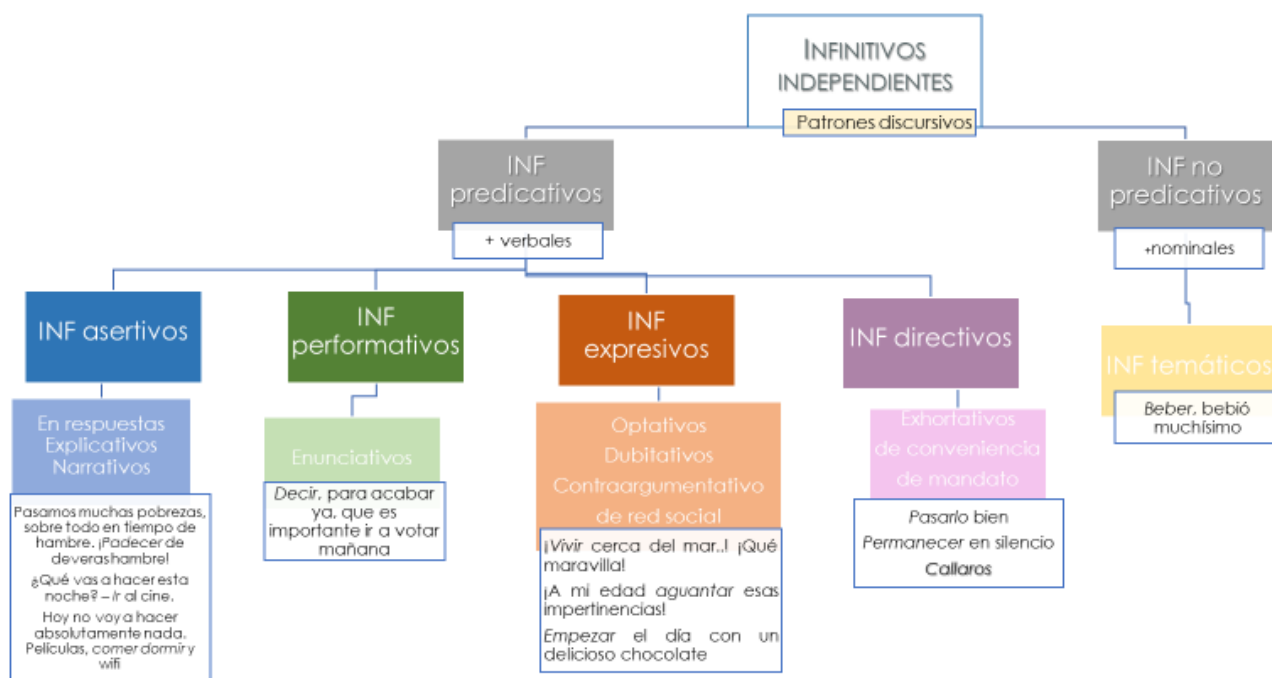 INFINITIVOS
INDEPENDIENTES
Patrones discursivos
INF
predicativos
+ verbales
INF no
predicativos
+nominales
INF asertivos
INF
performativos
INF
expresivos
INF directivos
INF temáticos
En respuestas
Explicativos
Narrativos
Enunciativos
Optativos
Dubitativos
Contraargumentativo
de red social
Exhortativos
de conveniencia
de mandato
Beber, bebió
muchísimo
Pasamos muchas pobrezas,
sobre todo en tiempo de
hambre. ¡Padecer de
deverashambre!
¿Qué vas a hacer esta
noche? – Ir al cine.
Hoy no voy a hacer
absolutamente nada.
Películas, comer dormir y
wifi
Decir, para acabar
ya, que es
importante ir a votar
mañana
¡Vivir cerca del mar..! ¡Qué
maravilla!
¡A mi edad aguantar esas
impertinencias!
Empezar el día con un
delicioso chocolate
Pasarlo bien
Permanecer en silencio
Callaros